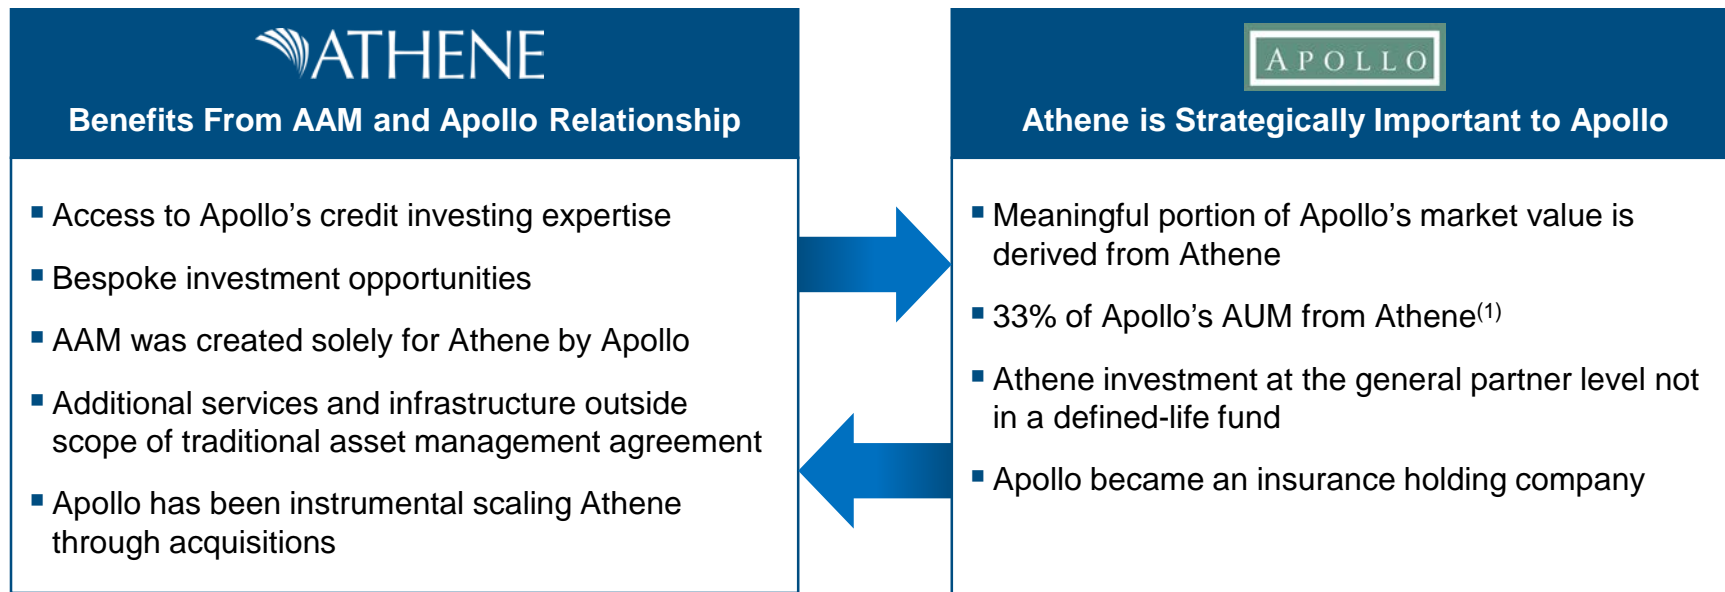 ATHENE
Benefits From AAM and Apollo Relationship
▪ Access to Apollo’s credit investing expertise
▪ Bespoke investment opportunities
▪ AAM was created solely for Athene by Apollo
▪ Additional services and infrastructure outside
scope of traditional asset management agreement
▪ Apollo has been instrumental scaling Athene
through acquisitions
APOLLO
Athene is Strategically Important to Apollo
▪ Meaningful portion of Apollo’s market value is
derived from Athene
▪ 33% of Apollo’s AUM from Athene(1)
▪ Athene investment at the general partner level not
in a defined-life fund
▪ Apollo became an insurance holding company